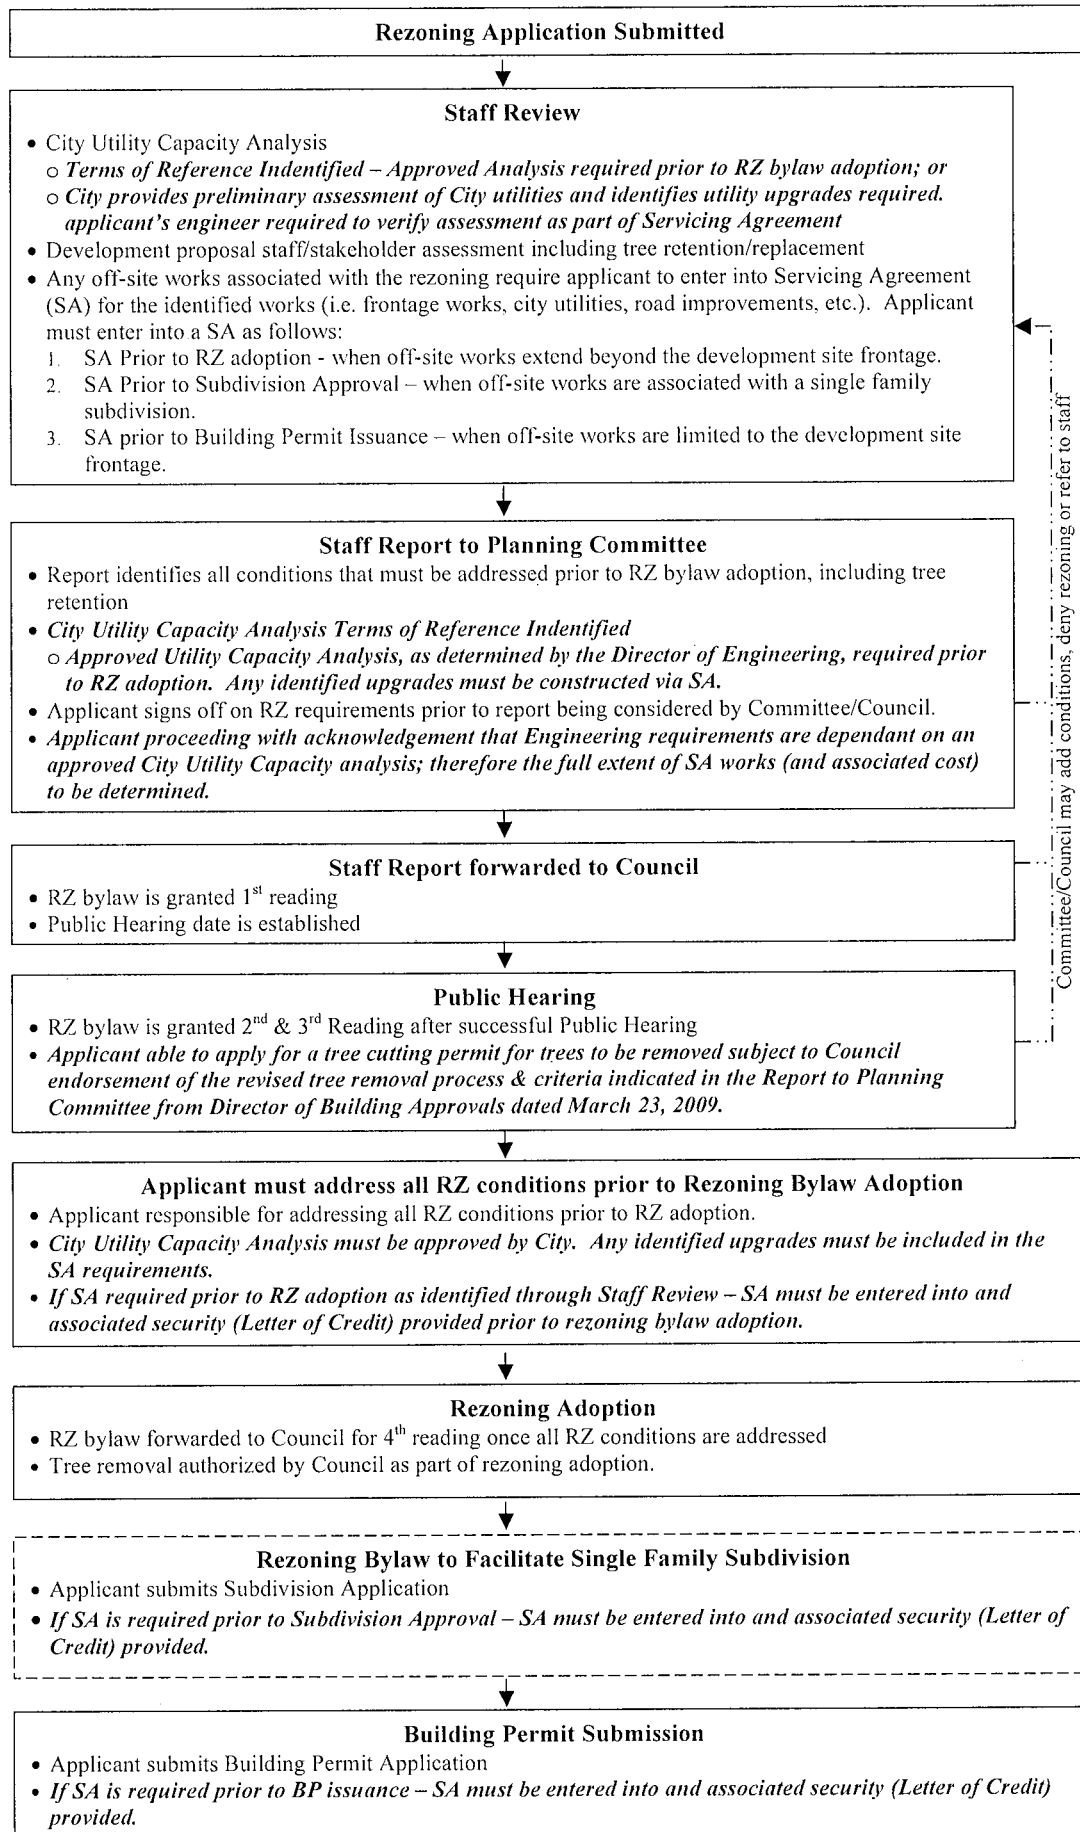 Rezoning Application Submitted
Staff Review
• City Utility Capacity Analysis
o Terms of Reference Indentified – Approved Analysis required prior to RZ bylaw adoption; or
o City provides preliminary assessment of City utilities and identifies utility upgrades required.
applicant's engineer required to verify assessment as part of Servicing Agreement
• Development proposal staff/stakeholder assessment including tree retention/replacement
• Any off-site works associated with the rezoning require applicant to enter into Servicing Agreement
(SA) for the identified works (i.e. frontage works, city utilities, road improvements, etc.). Applicant
must enter into a SA as follows:
1. SA Prior to RZ adoption - when off-site works extend beyond the development site frontage.
2. SA Prior to Subdivision Approval – when off-site works are associated with a single family
subdivision.
3. SA prior to Building Permit Issuance – when off-site works are limited to the development site
frontage.
Staff Report to Planning Committee
• Report identifies all conditions that must be addressed prior to RZ bylaw adoption, including tree
retention
• City Utility Capacity Analysis Terms of Reference Indentified
o Approved Utility Capacity Analysis, as determined by the Director of Engineering, required prior
to RZ adoption. Any identified upgrades must be constructed via SA.
• Applicant signs off on RZ requirements prior to report being considered by Committee/Council.
• Applicant proceeding with acknowledgement that Engineering requirements are dependant on an
approved City Utility Capacity analysis; therefore the full extent of SA works (and associated cost)
to be determined.
Staff Report forwarded to Council
• RZ bylaw is granted 1st reading
• Public Hearing date is established
Public Hearing
• RZ bylaw is granted 2nd & 3rd Reading after successful Public Hearing
• Applicant able to apply for a tree cutting permit for trees to be removed subject to Council
endorsement of the revised tree removal process & criteria indicated in the Report to Planning
Committee from Director of Building Approvals dated March 23, 2009.
Committee/Council may add conditions, deny rezoning or refer to staff
Applicant must address all RZ conditions prior to Rezoning Bylaw Adoption
• Applicant responsible for addressing all RZ conditions prior to RZ adoption.
• City Utility Capacity Analysis must be approved by City. Any identified upgrades must be included in the
SA requirements.
• If SA required prior to RZ adoption as identified through Staff Review – SA must be entered into and
associated security (Letter of Credit) provided prior to rezoning bylaw adoption.
Rezoning Adoption
• RZ bylaw forwarded to Council for 4th reading once all RZ conditions are addressed
• Tree removal authorized by Council as part of rezoning adoption.
Rezoning Bylaw to Facilitate Single Family Subdivision
• Applicant submits Subdivision Application
• If SA is required prior to Subdivision Approval – SA must be entered into and associated security (Letter of
Credit) provided.
Building Permit Submission
• Applicant submits Building Permit Application
• If SA is required prior to BP issuance – SA must be entered into and associated security (Letter of Credit)
provided.